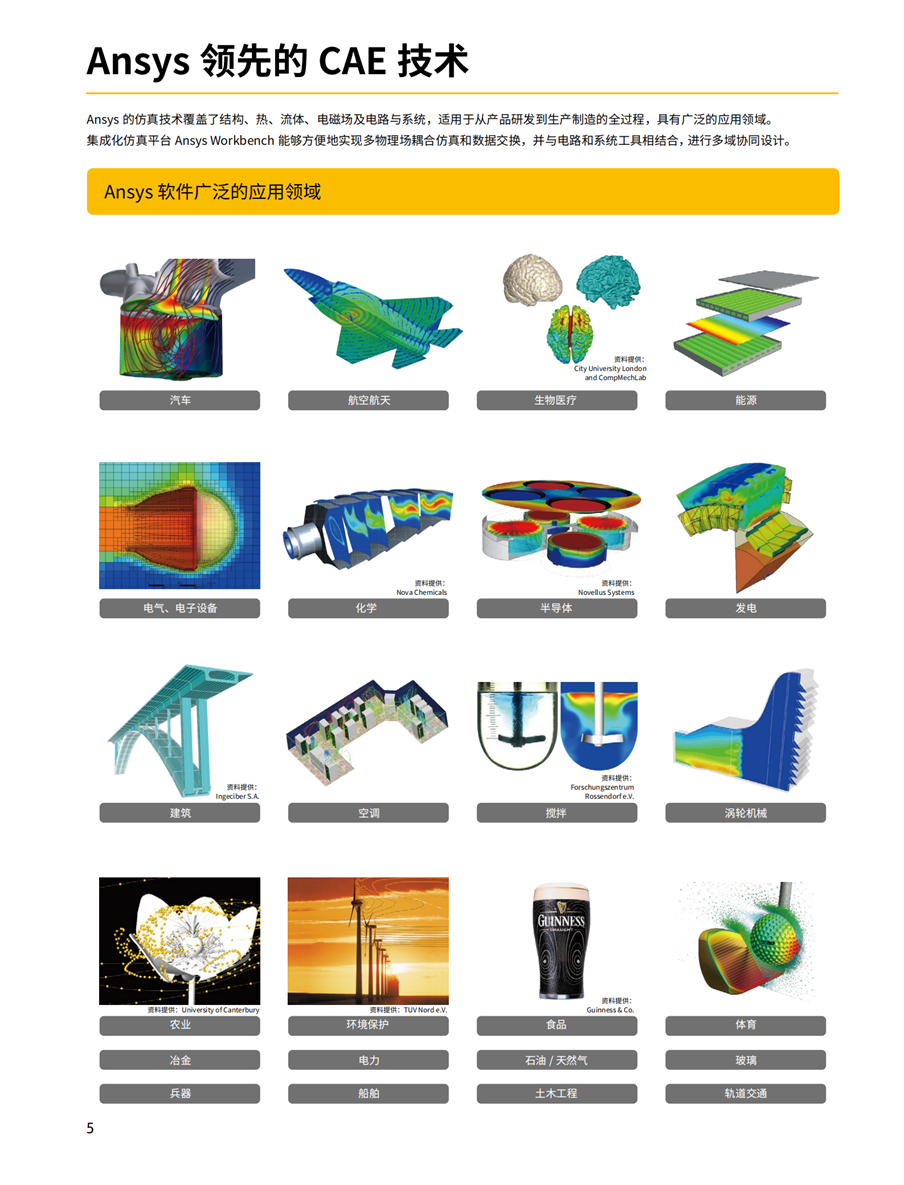 Ansys 领先的 CAE 技术
Ansys 的仿真技术覆盖了结构、热、流体、电磁场及电路与系统，适用于从产品研发到生产制造的全过程，具有广泛的应用领域。
集成化仿真平台 Ansys Workbench 能够方便地实现多物理场耦合仿真和数据交换，并与电路和系统工具相结合，进行多域协同设计。
Ansys 软件广泛的应用领域
资料提供：
City University London
and CompMechLab
汽车
航空航天
生物医疗
能源
资料提供：
Nova Chemicals
资料提供：
Novellus Systems
电气、电子设备
化学
半导体
发电
资料提供：
Ingeciber S.A.
资料提供：
Forschungszentrum
Rossendorf e.V.
建筑
空调
搅拌
涡轮机械
GUINNESS
DRAUGHT
资料提供：University of Canterbury
资料提供：TUV Nord e.V.
资料提供：
Guinness & Co.
农业
环境保护
食品
体育
冶金
电力
石油 / 天然气
玻璃
兵器
船舶
土木工程
轨道交通
5